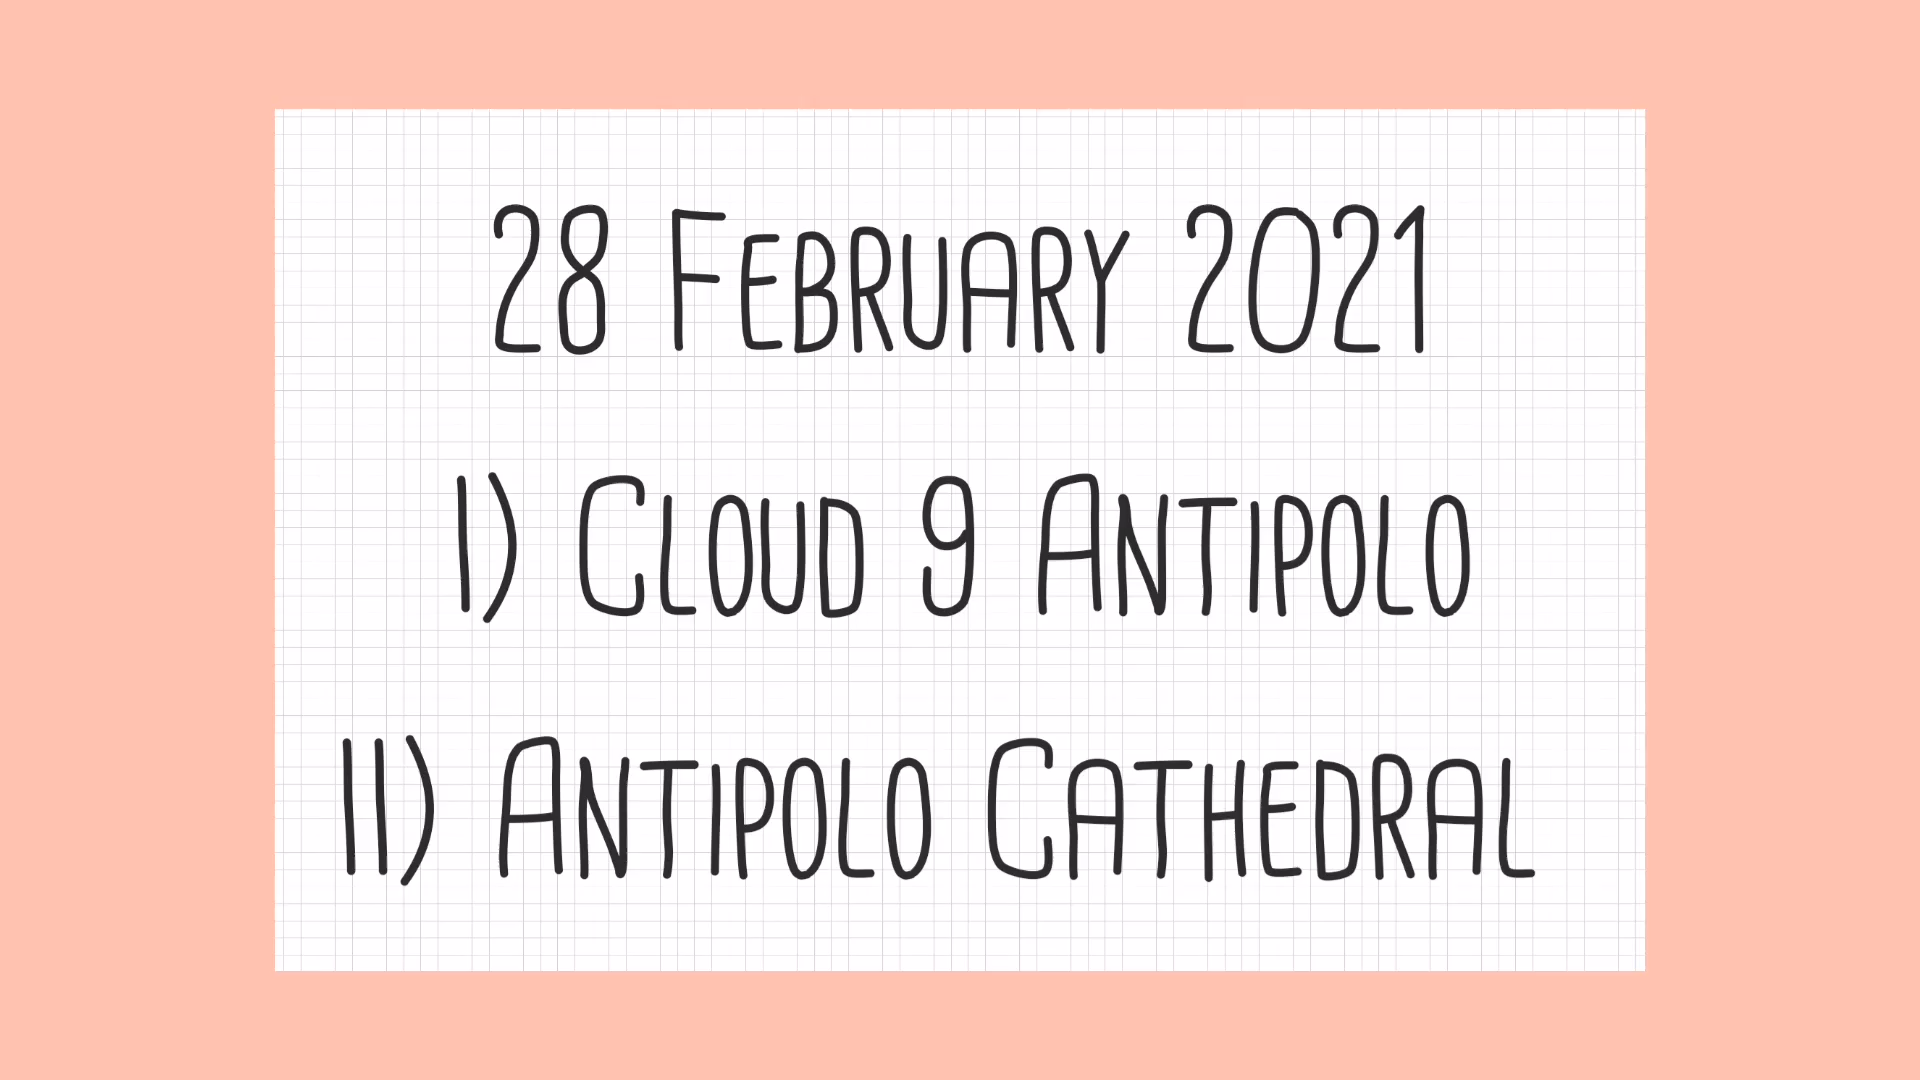 28 February 2021
I) Cloud 9 Antipolo
II) Antipolo Cathedral